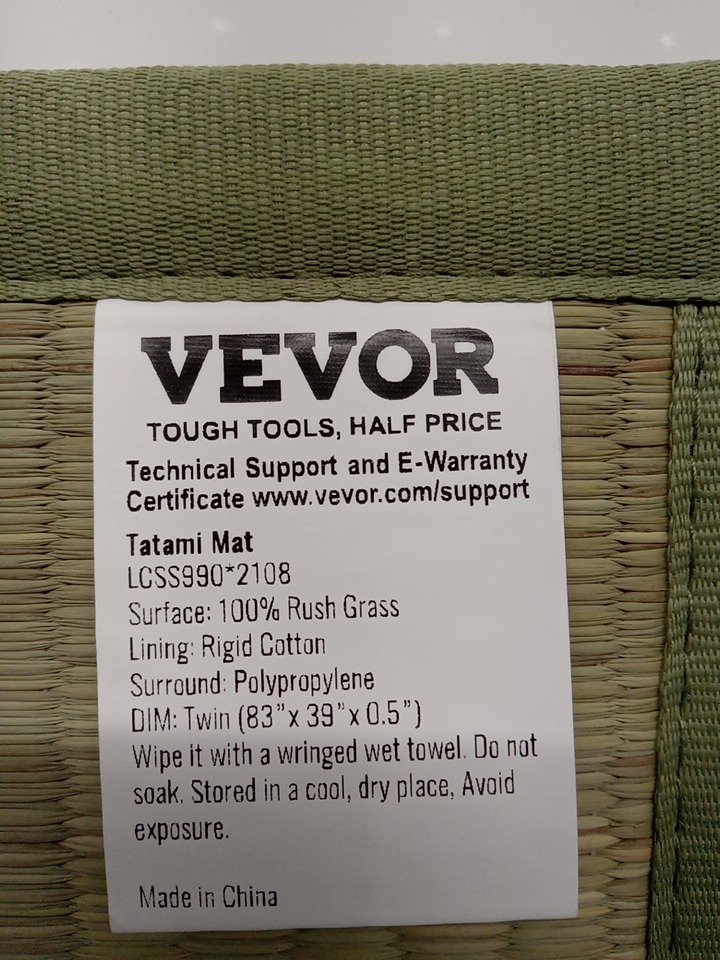 VEVOR
TOUGH TOOLS, HALF PRICE
Technical Support and E-Warranty
Certificate www.vevor.com/support
Tatami Mat
LCSS990*2108
Surface: 100% Rush Grass
Lining: Rigid Cotton
Surround: Polypropylene
DIM: Twin (83”x 39”x 0.5”)
Wipe it with a wringed wet towel. Do not
soak. Stored in a cool, dry place, Avoid
exposure.
Made in China